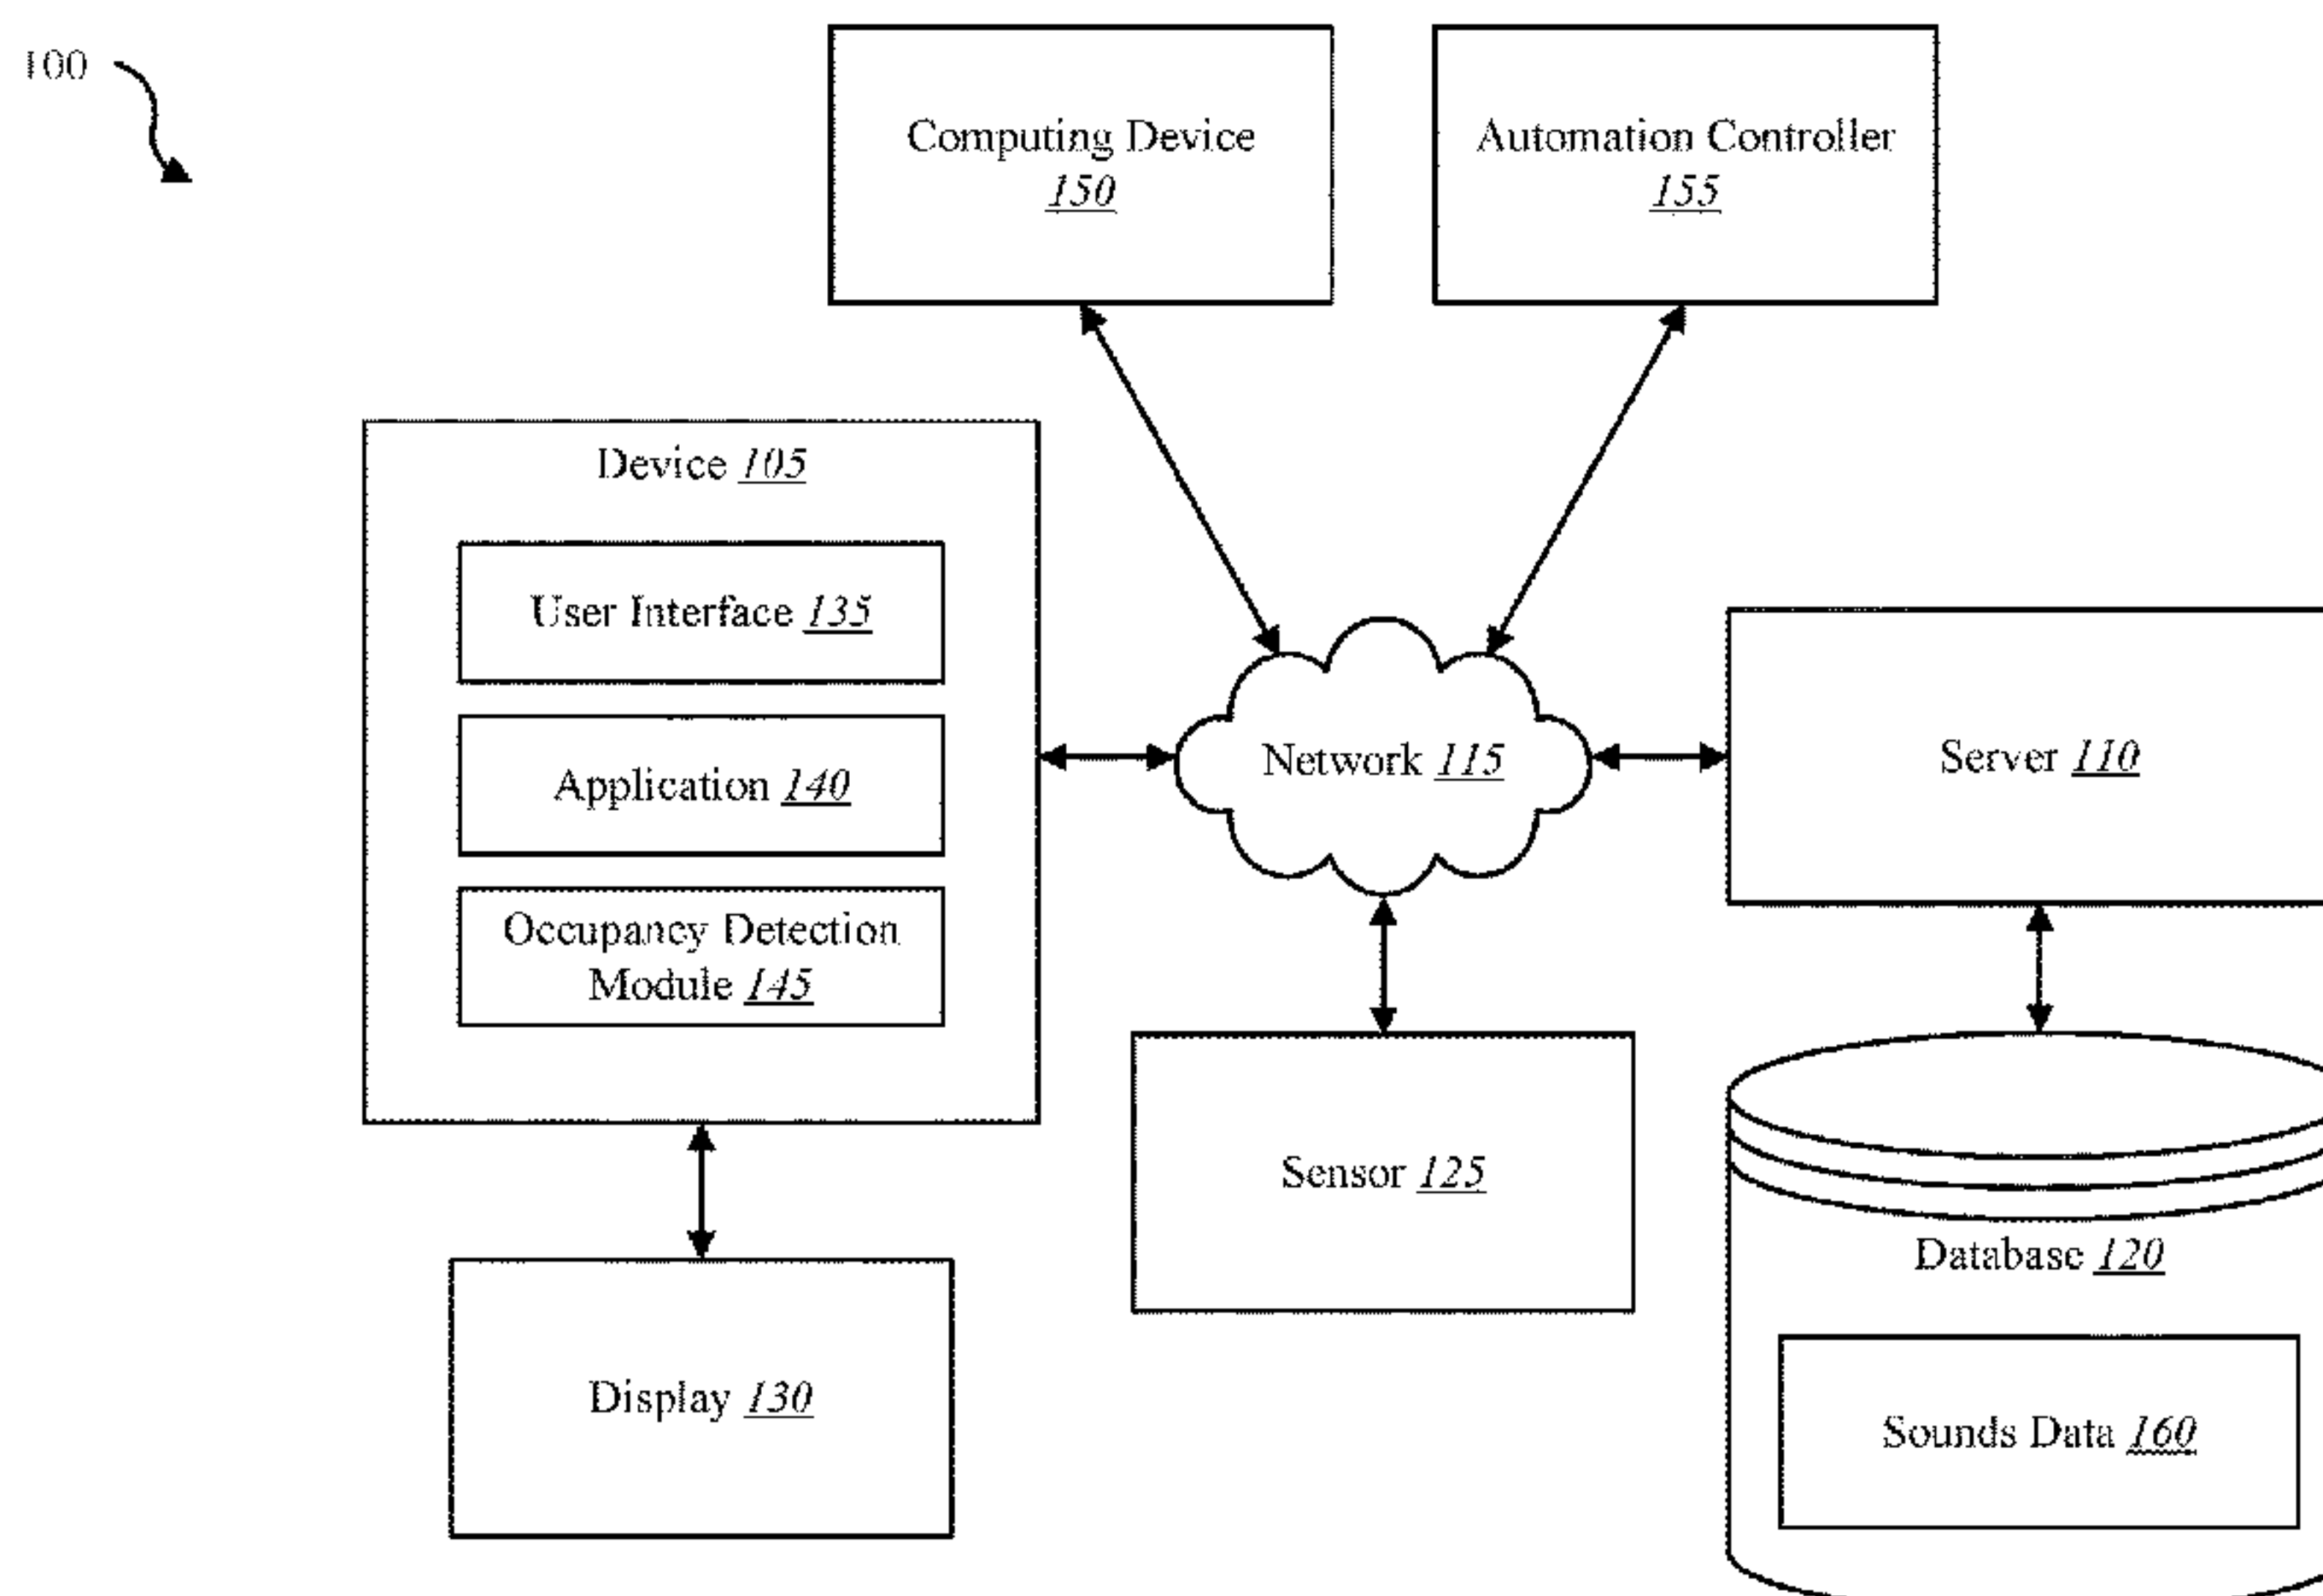 100
Computing Device
150
Automation Controller
155
Device 105
User Interface 135
Application 140
Occupancy Detection
Module 145
Network 115
Server 110
Sensor 125
Display 130
Database 120
Sounds Data 160